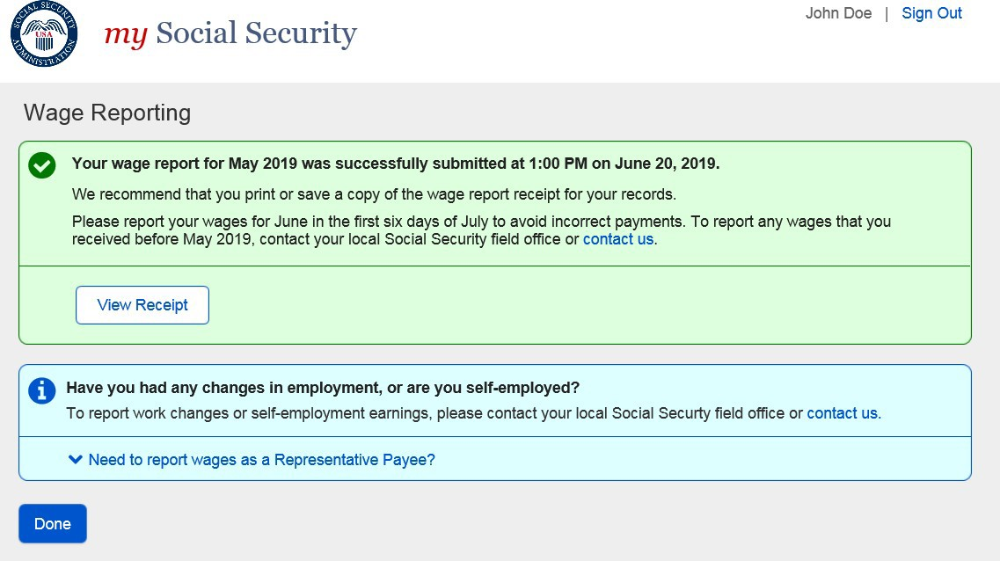 SOCIAL SECURITY
USA
ADMINISTRATION
my Social Security
John Doe | Sign Out
Wage Reporting
Your wage report for May 2019 was successfully submitted at 1:00 PM on June 20, 2019.
We recommend that you print or save a copy of the wage report receipt for your records.
Please report your wages for June in the first six days of July to avoid incorrect payments. To report any wages that you
received before May 2019, contact your local Social Security field office or contact us.
View Receipt
Have you had any changes in employment, or are you self-employed?
To report work changes or self-employment earnings, please contact your local Social Securty field office or contact us.
Need to report wages as a Representative Payee?
Done